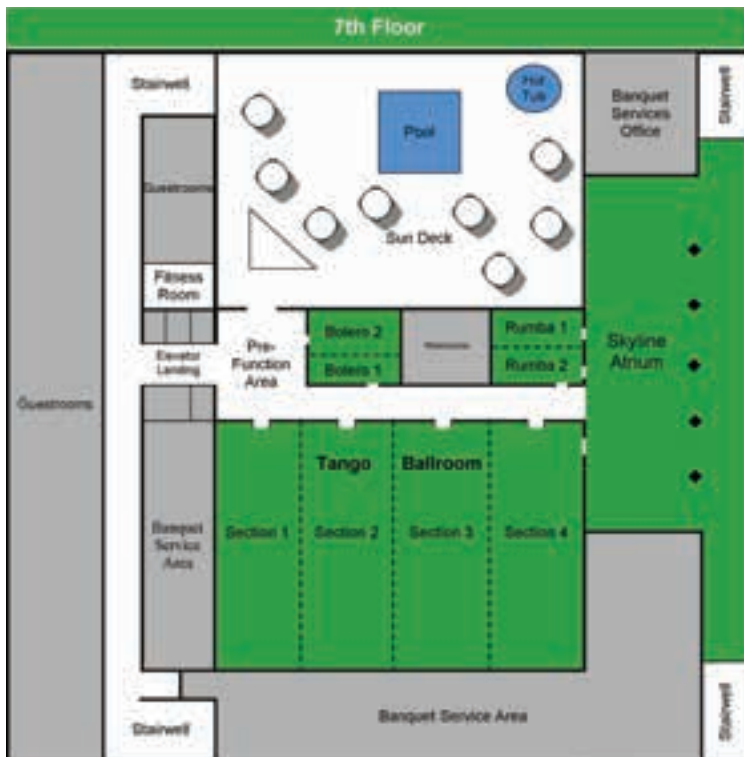 7th Floor
Stairwell
Hot
Tub
Banquet
Services
Office
Stairwell
Pool
Guestrooms
Sun Deck
Fitness
Room
Bolero 2
Rumba 1
Pre-
Function
Area
Skyline
Atrium
Elevator
Landing
Bolero 1
Rumba 2
Guestrooms
Tango Ballroom
Banquet
Service
Area
Section 1
Section 2
Section 3
Section 4
Stairwell
Banquet Service Area
Stairwell